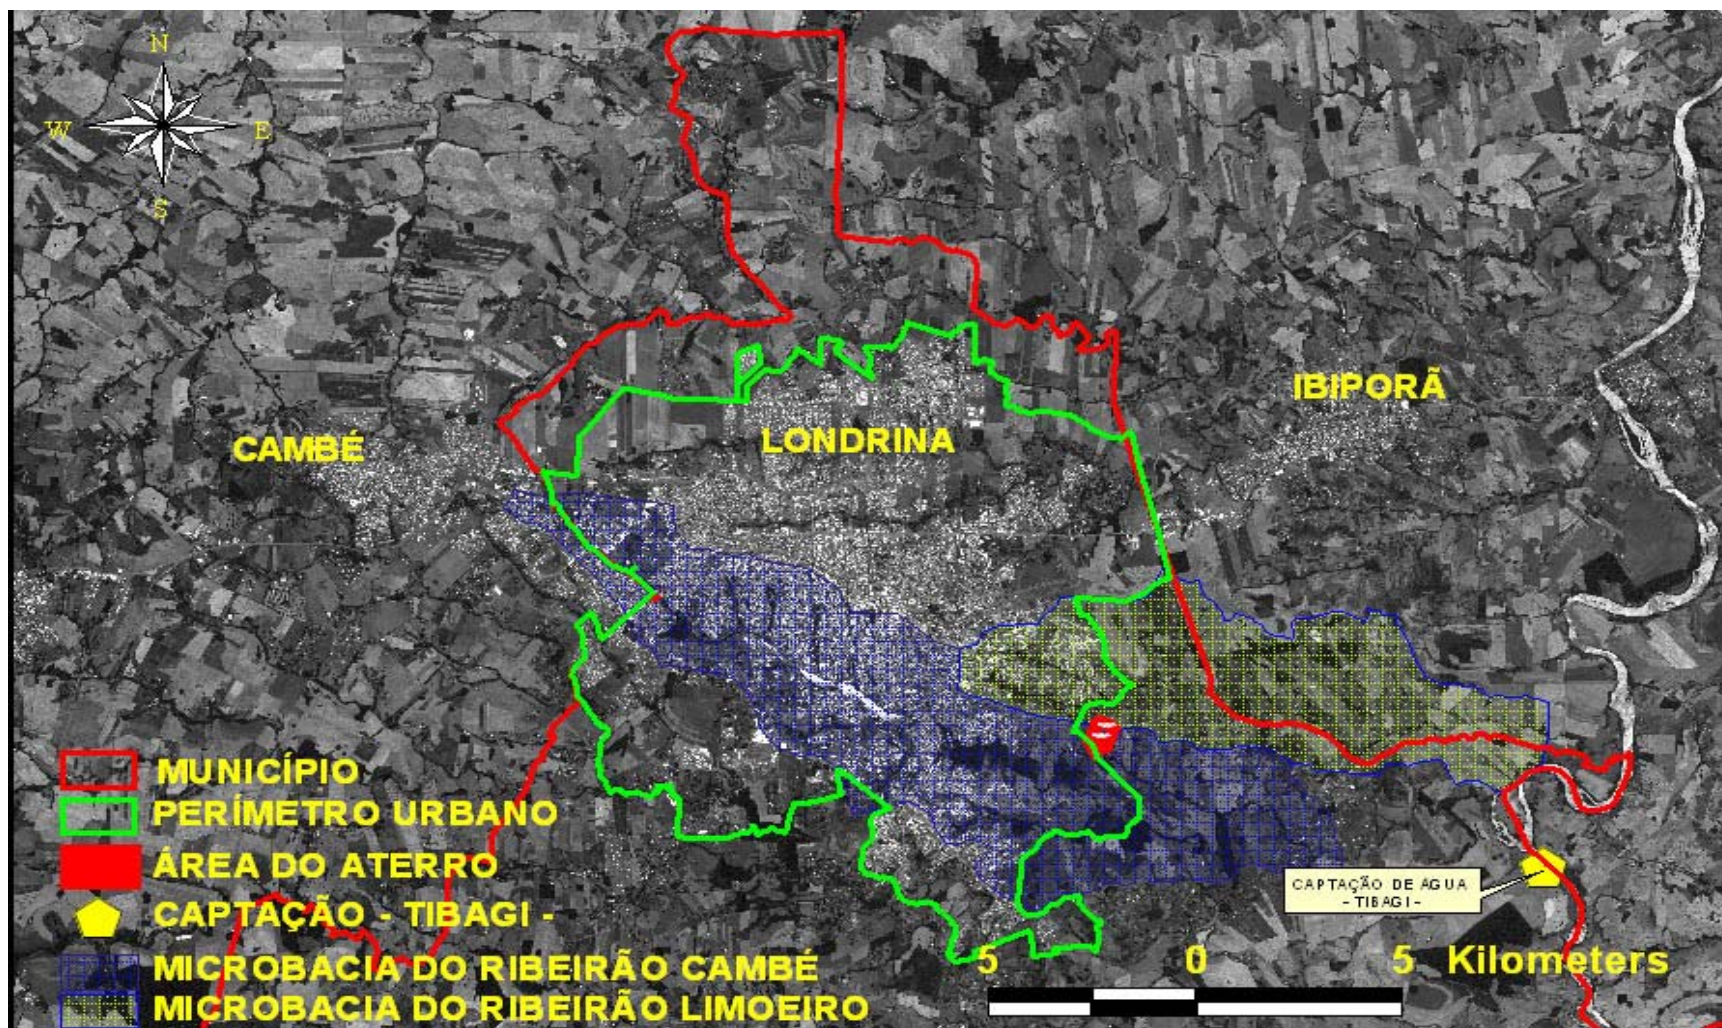 N
W E
S
IBIPORÃ
CAMBÉ
LONDRINA
MUNICÍPIO
PERÍMETRO URBANO
ÁREA DO ATERRO
CAPTAÇÃO - TIBAGI -
MICROBACIA DO RIBEIRÃO CAMBÉ
MICROBACIA DO RIBEIRÃO LIMOEIRO
CAPTAÇÃO DE ÁGUA
- TIBAGI -
5 0 5 Kilometers